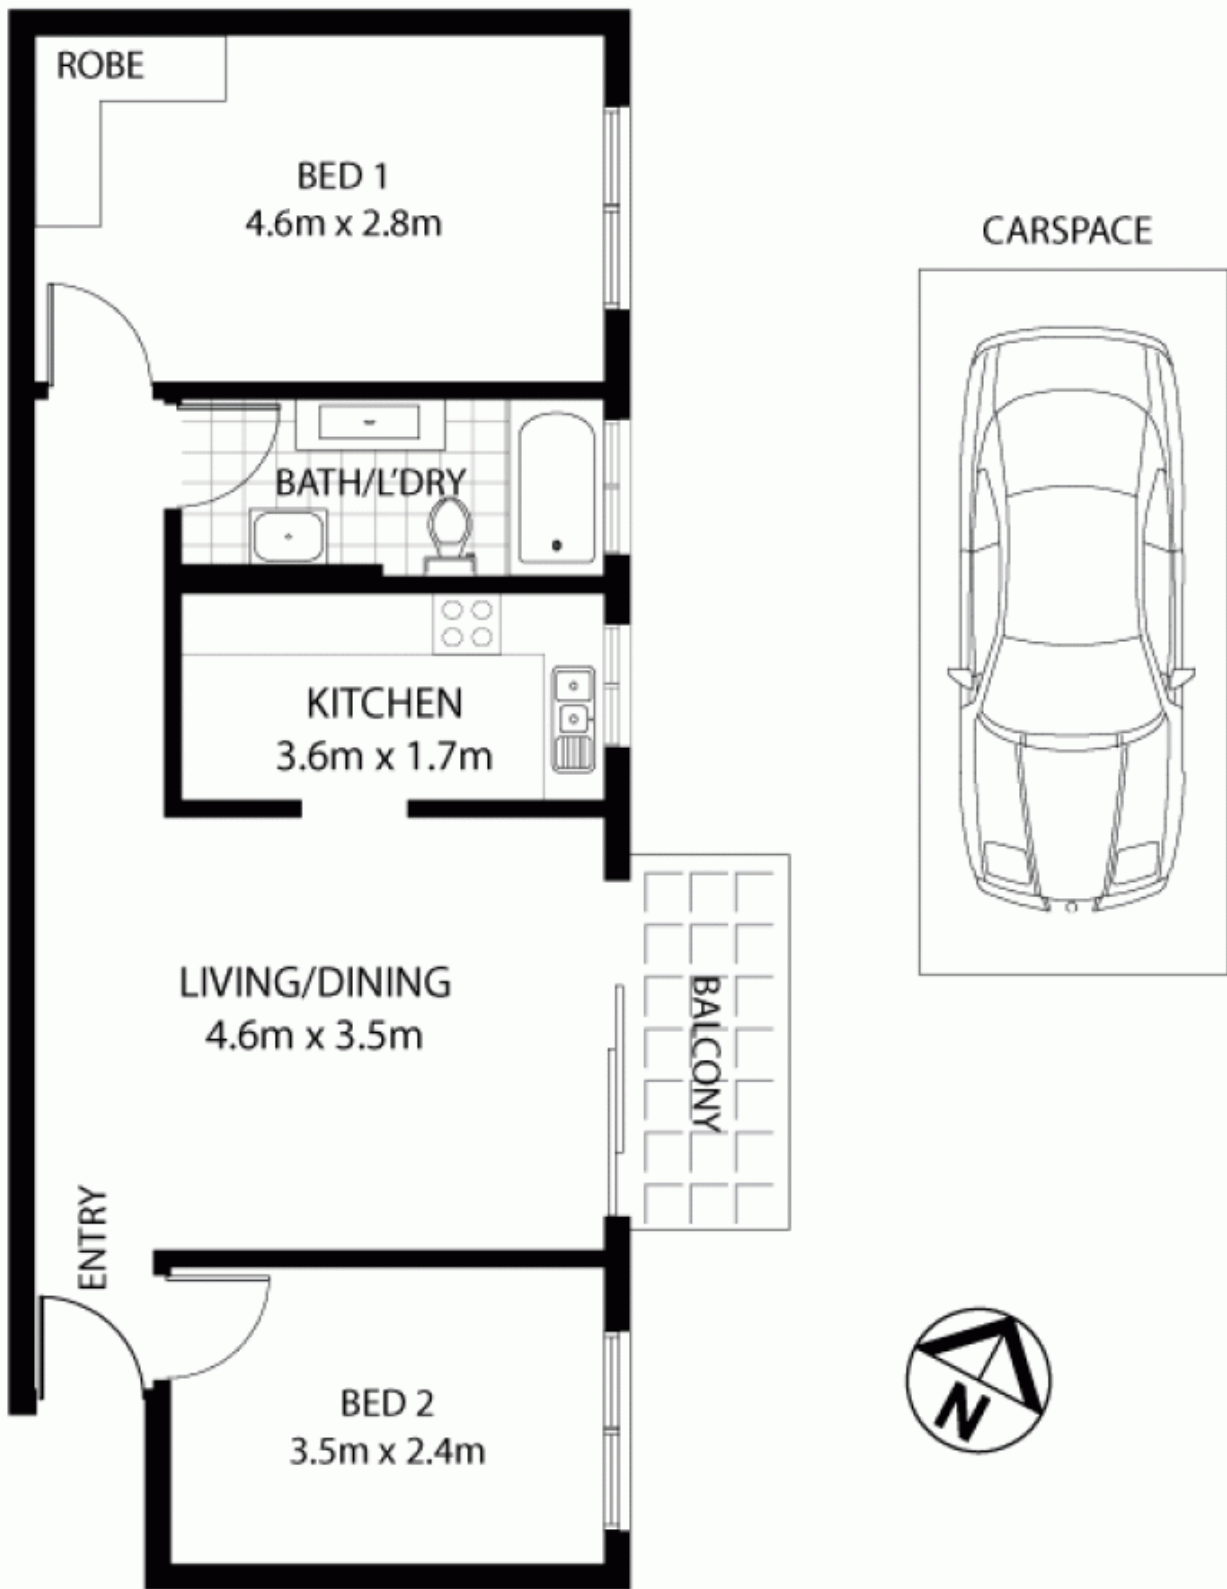 ROBE
BED 1
4.6m x 2.8m
CARSPACE
BATH/L'DRY
KITCHEN
3.6m x 1.7m
LIVING/DINING
4.6m x 3.5m
BALCONY
ENTRY
BED 2
3.5m x 2.4m
N